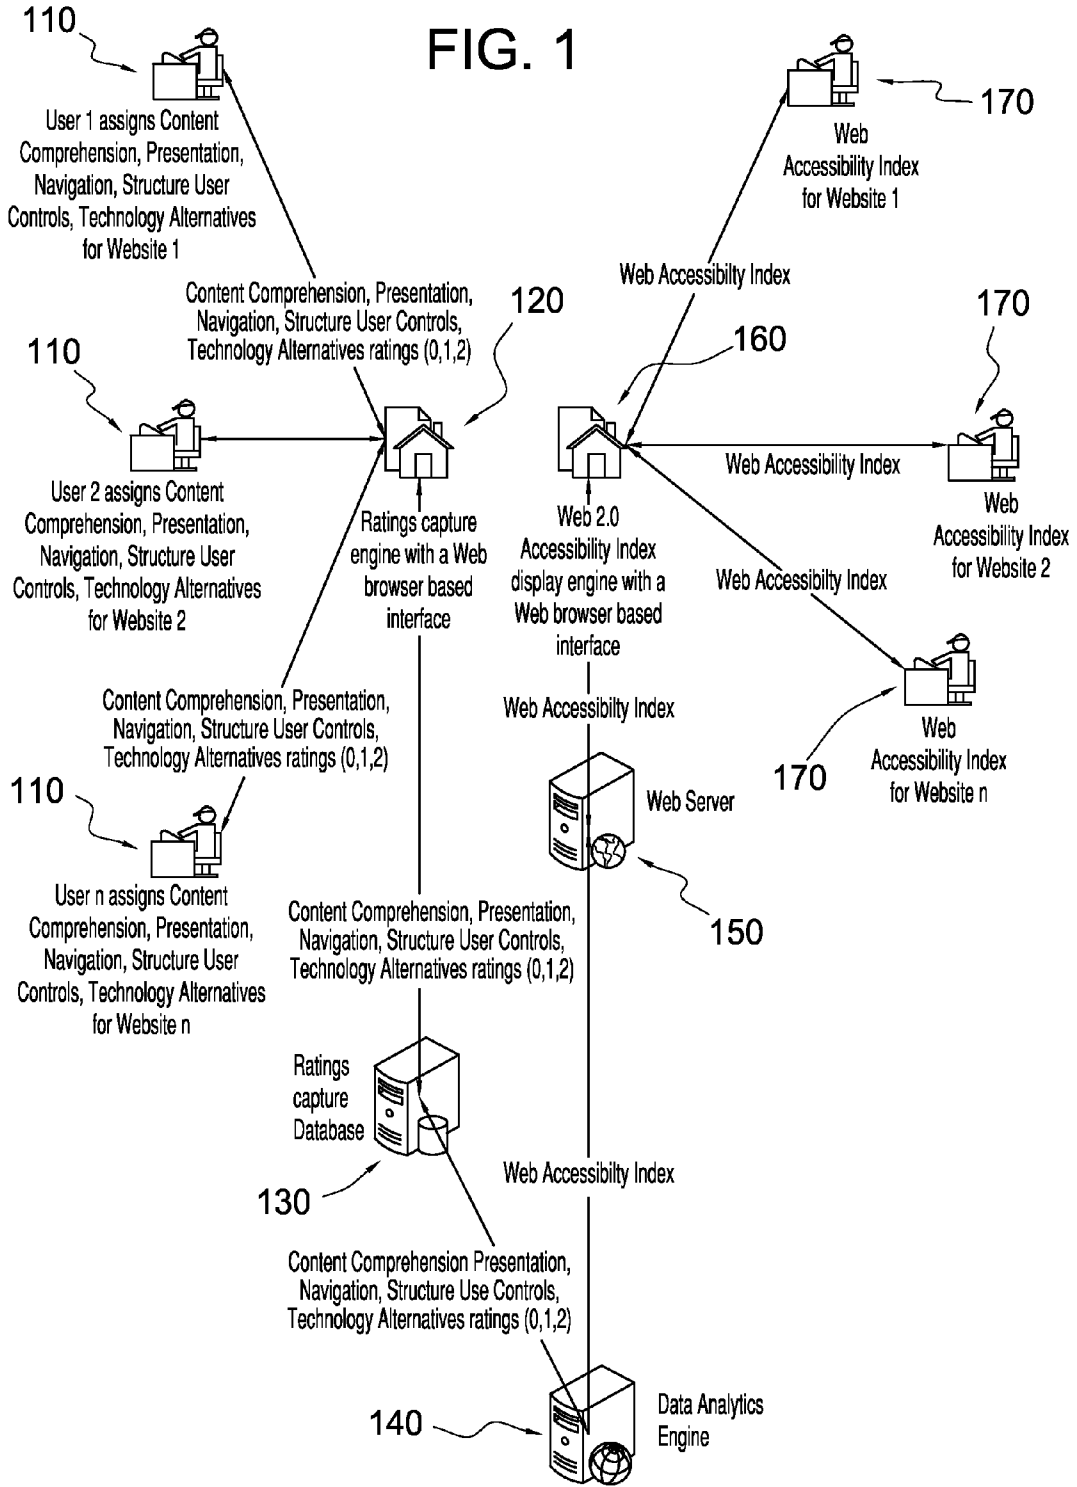 FIG. 1
110
User 1 assigns Content
Comprehension, Presentation,
Navigation, Structure User
Controls, Technology Alternatives
for Website 1
Content Comprehension, Presentation,
Navigation, Structure User Controls,
Technology Alternatives ratings (0,1,2)
120
110
User 2 assigns Content
Comprehension, Presentation,
Navigation, Structure User
Controls, Technology Alternatives
for Website 2
Ratings capture
engine with a Web
browser based
interface
Content Comprehension, Presentation,
Navigation, Structure User Controls,
Technology Alternatives ratings (0,1,2)
110
User n assigns Content
Comprehension, Presentation,
Navigation, Structure User
Controls, Technology Alternatives
for Website n
Content Comprehension, Presentation,
Navigation, Structure User Controls,
Technology Alternatives ratings (0,1,2)
Ratings
capture
Database
130
Content Comprehension Presentation,
Navigation, Structure Use Controls,
Technology Alternatives ratings (0,1,2)
140
Data Analytics
Engine
Web Accessibilty Index
150
Web Server
Web Accessibilty Index
Web 2.0
Accessibility Index
display engine with a
Web browser based
interface
160
Web Accessibilty Index
170
Web
Accessibility Index
for Website 1
Web Accessibility Index
170
Web
Accessibility Index
for Website 2
Web Accessibility Index
170
Web
Accessibility Index
for Website n